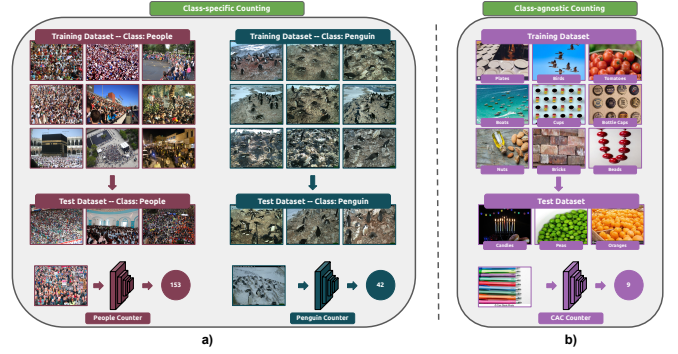 Class-specific Counting
Class-agnostic Counting
Training Dataset -- Class: People
Training Dataset -- Class: Penguin
Training Dataset
Plates
Birds
Tomatoes
Boats
Cups
Bottle Caps
Nuts
Bricks
Beads
Test Dataset -- Class: People
Test Dataset -- Class: Penguin
Test Dataset
Candles
Peas
Oranges
153
42
9
People Counter
Penguin Counter
CAC Counter
a)
b)